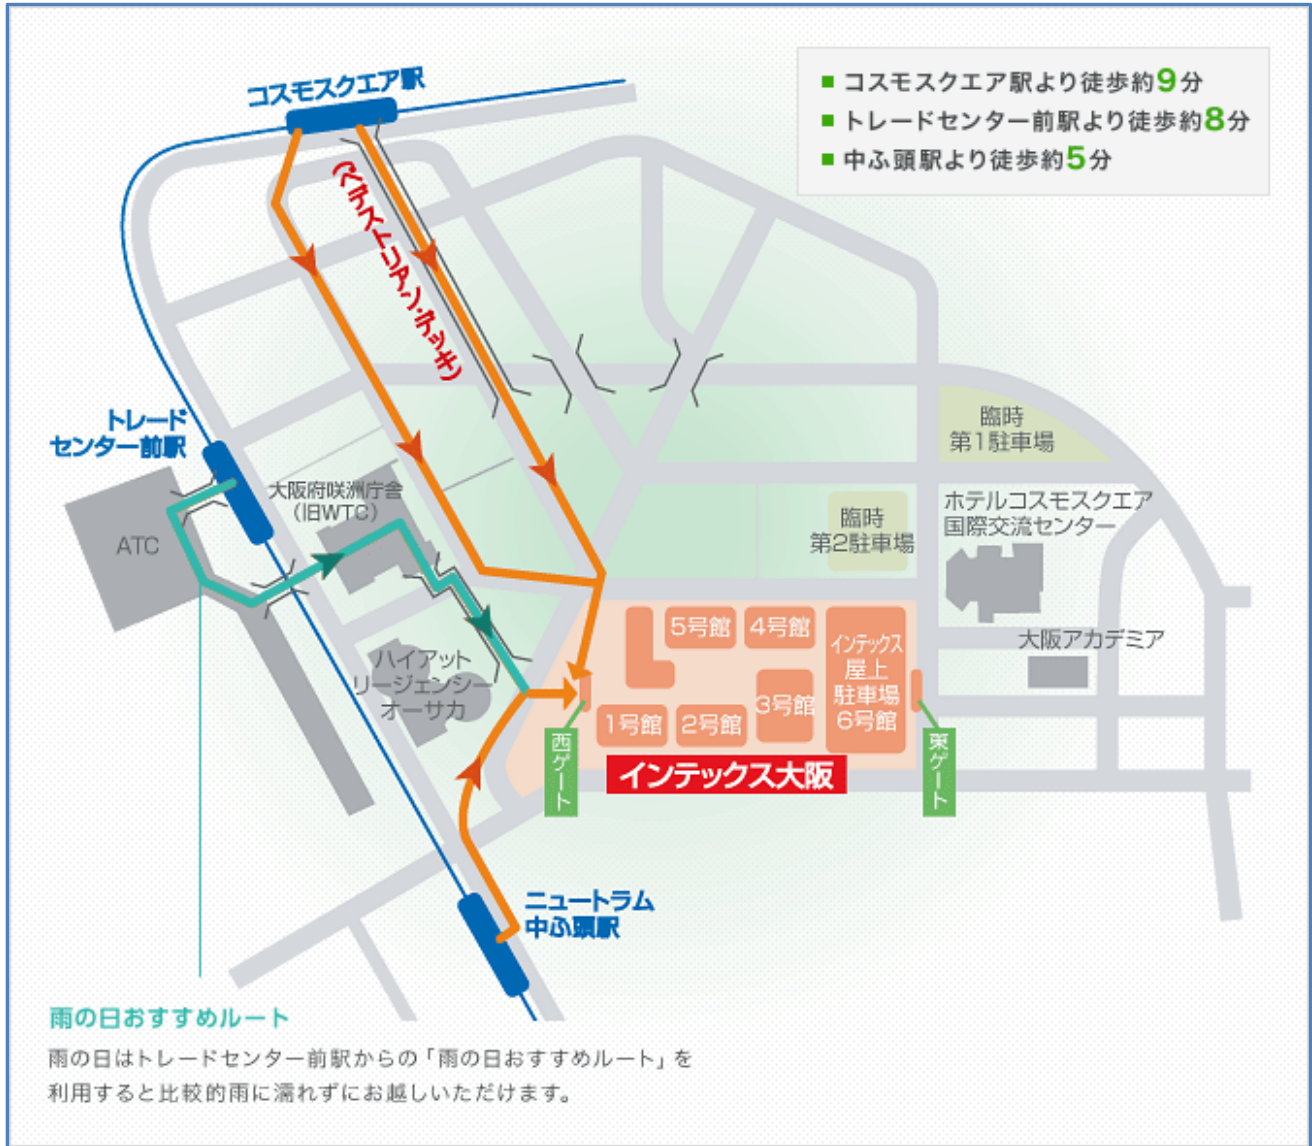 コスモスクエア駅
■ コスモスクエア駅より徒歩約9分
■ トレードセンター前駅より徒歩約8分
■ 中ふ頭駅より徒歩約5分
(ペデストリアン・デッキ)
トレード
センター前駅
臨時
第1駐車場
大阪府咲洲庁舎
(旧WTC)
ATC
臨時
第2駐車場
ホテルコスモスクエア
国際交流センター
5号館
4号館
インテックス
屋上
駐車場
6号館
大阪アカデミア
ハイアット
リージェンシー
オーサカ
3号館
1号館
2号館
西ゲート
東ゲート
インテックス大阪
ニュートラム
中ふ頭駅
雨の日おすすめルート
雨の日はトレードセンター前駅からの「雨の日おすすめルート」を
利用すると比較的雨に濡れずにお越しいただけます。